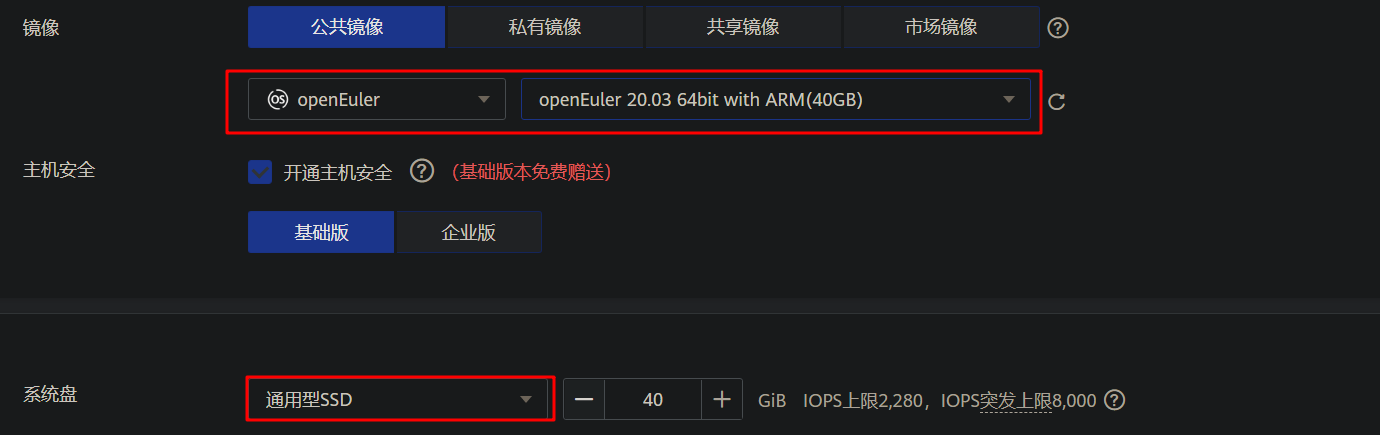 镜像 公共镜像 私有镜像 共享镜像 市场镜像 ?
OS openEuler openEuler 20.03 64bit with ARM(40GB)
主机安全 开通主机安全 ? (基础版本免费赠送)
基础版 企业版
系统盘 通用型SSD — 40 + GiB IOPS上限2,280，IOPS突发上限8,000 ?